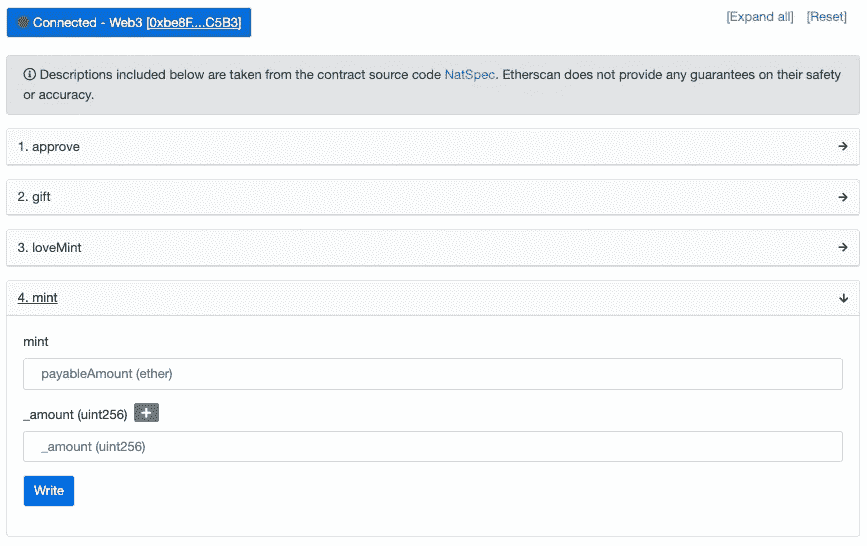 Connected - Web3 [0xbe8F....C5B3]
[Expand all] [Reset]
Descriptions included below are taken from the contract source code NatSpec. Etherscan does not provide any guarantees on their safety
or accuracy.
1. approve
2. gift
3. loveMint
4. mint
mint
payableAmount (ether)
_amount (uint256) +
_amount (uint256)
Write